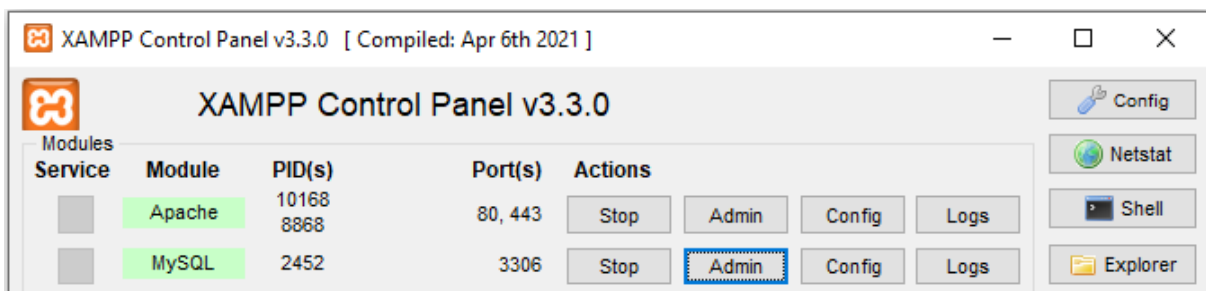 XAMPP Control Panel v3.3.0 [ Compiled: Apr 6th 2021 ]
XAMPP Control Panel v3.3.0
Config
Modules
Netstat
Service Module PID(s) Port(s) Actions
Apache 10168 8868 80, 443 Stop Admin Config Logs
Shell
MySQL 2452 3306 Stop Admin Config Logs
Explorer